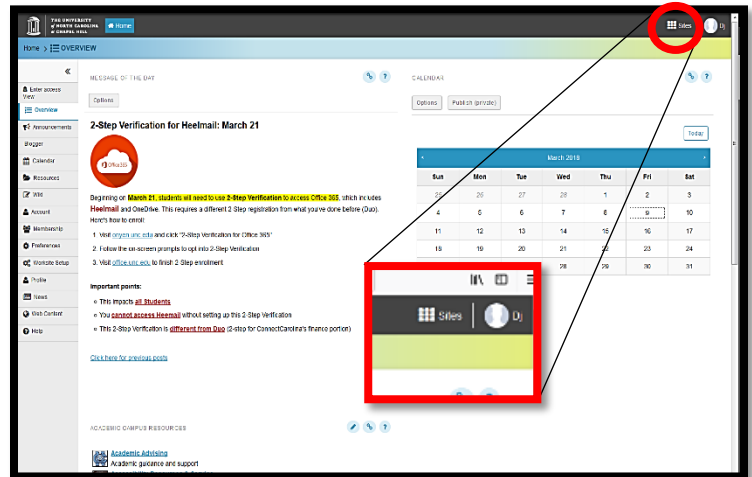 THE UNIVERSITY
of NORTH CAROLINA
at CHAPEL HILL
Home
Sites
Dj
Home > OVERVIEW
«
Enter access
View
Overview
Announcements
Blogger
Calendar
Resources
Wiki
Account
Membership
Preferences
Worksite Setup
Profile
News
Web Content
Help
MESSAGE OF THE DAY
?
Options
2-Step Verification for Heelmail: March 21
Office 365
Beginning on March 21, students will need to use 2-Step Verification to access Office 365, which includes
Heelmail and OneDrive. This requires a different 2 Step registration from what you've done before (Duo).
Here's how to enroll:
1. Visit onyen.unc.edu and click "2-Step Verification for Office 365"
2. Follow the on-screen prompts to opt into 2-Step Verification
3. Visit office.unc.edu to finish 2-Step enrollment
Important points:
This impacts all Students
You cannot access Heemail without setting up this 2-Step Verification
This 2-Step Verification is different from Duo (2-step for ConnectCarolina's finance portion)
Click here for previous posts
ACADEMIC CAMPUS RESOURCES
?
Academic Advising
Academic guidance and support
CALENDAR
?
Options
Publish (private)
Today
March 2018
Sun Mon Tue Wed Thu Fri Sat
25 26 27 28 1 2 3
4 5 6 7 8 9 10
11 12 13 14 15 16 17
18 19 20 21 22 23 24
28 29 30 31
Sites
Dj